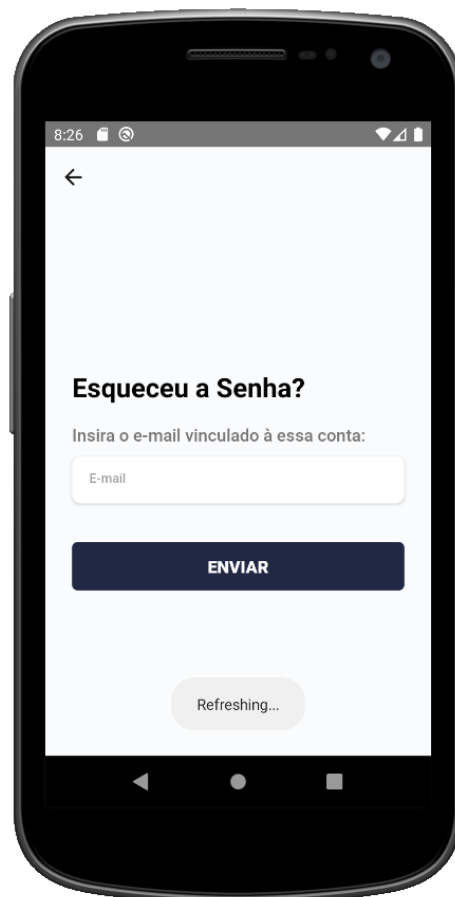 8:26
Esqueceu a Senha?
Insira o e-mail vinculado à essa conta:
E-mail
ENVIAR
Refreshing...